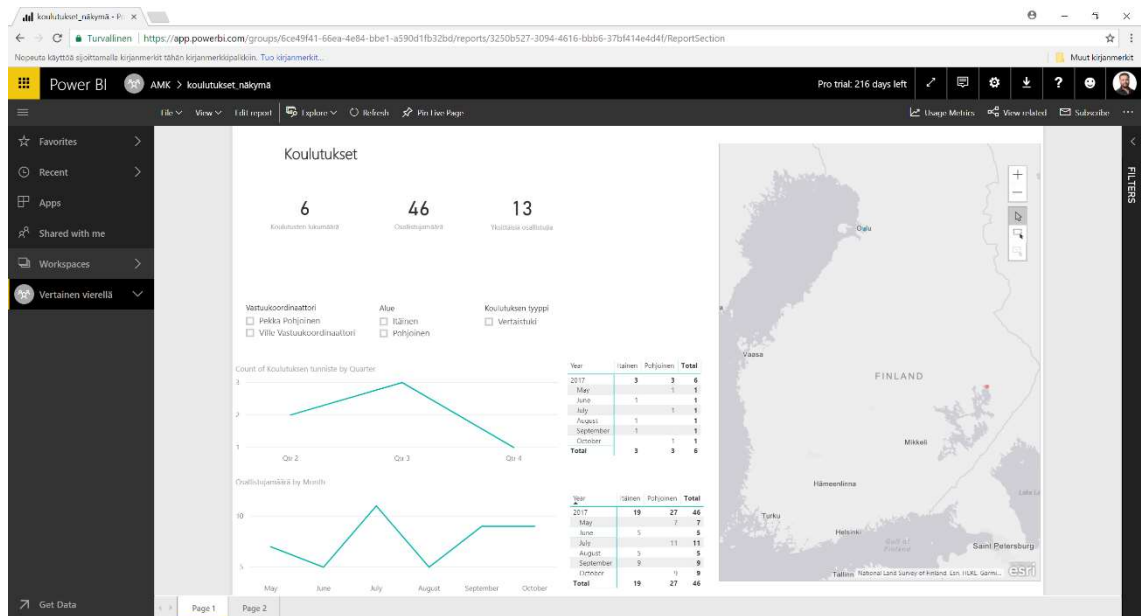 koulutukset_näkymä - Po
Turvallinen | https://app.powerbi.com/groups/6ce49f41-66ea-4e84-bbe1-a590d1fb32bd/reports/3250b527-3094-4616-bbb6-37bf414e4d4f/ReportSection
Nopeuta käyttöä sijoittamalla kirjanmerkit tähän kirjanmerkkipalkkiin. Tuo kirjanmerkit...
Muut kirjanmerkit
Power BI
AMK > koulutukset_näkymä
Pro trial: 216 days left
File View Edit report Explore Refresh Pin Live Page
Usage Metrics View related Subscribe
Favorites
Recent
Apps
Shared with me
Workspaces
Vertainen vierellä
Get Data
FILTERS
Koulutukset
6 46 13
Koulutusten lukumäärä Osallistujamäärä Yksittäisiä osallistujia
Vastuukoordinaattori
Pekka Pohjoinen
Ville Vastuukoordinaattori
Alue
Itäinen
Pohjoinen
Koulutuksen tyyppi
Vertaistuki
Count of Koulutuksen tunniste by Quarter
3
2
1
Qtr 2 Qtr 3 Qtr 4
Year Itäinen Pohjoinen Total
2017 3 3 6
May 1 1
June 1 1
July 1 1
August 1 1
September 1 1
October 1 1
Total 3 3 6
Osallistujamäärä by Month
10
5
May June July August September October
Year Itäinen Pohjoinen Total
2017 19 27 46
May 7 7
June 5 5
July 11 11
August 5 5
September 9 9
October 9 9
Total 19 27 46
Oulu
Vaasa
FINLAND
Mikkeli
Hämeenlinna
Turku
Helsinki
Gulf of
Finland
Saint Petersburg
Tallinn
National Land Survey of Finland, Esri, HERE, Garmi...
esri
Page 1 Page 2